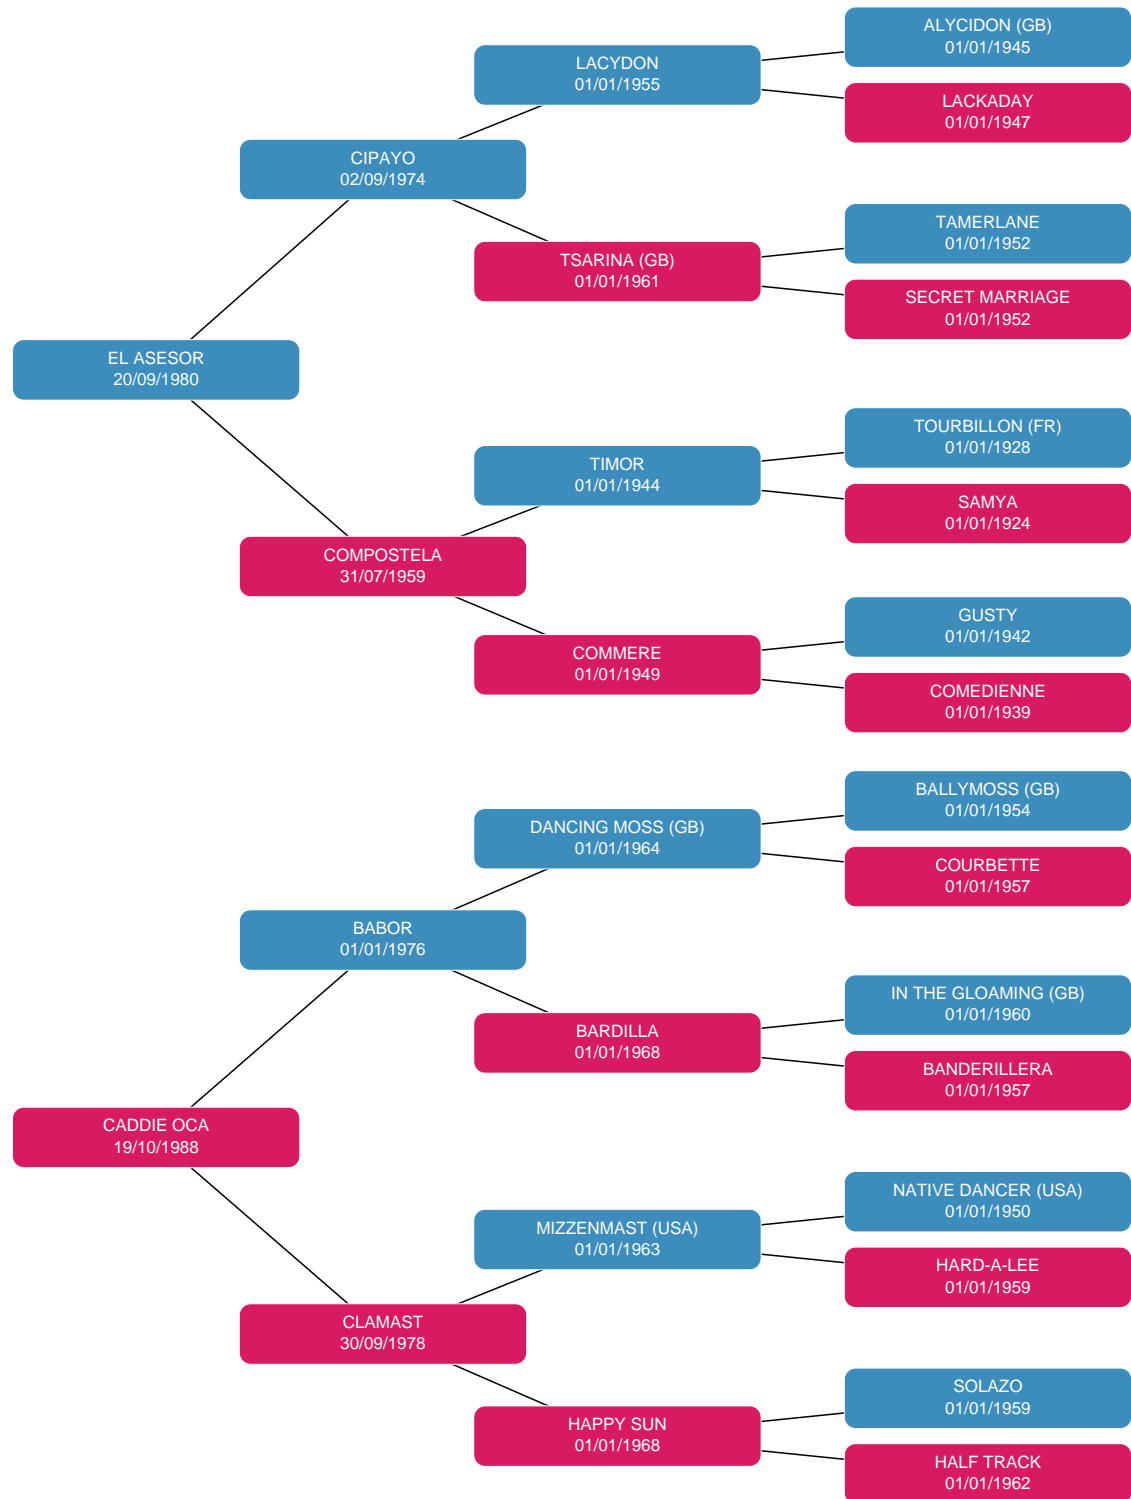 ALYCIDON (GB)
01/01/1945
LACYDON
01/01/1955
LACKADAY
01/01/1947
CIPAYO
02/09/1974
TAMERLANE
01/01/1952
TSARINA (GB)
01/01/1961
SECRET MARRIAGE
01/01/1952
EL ASESOR
20/09/1980
TOURBILLON (FR)
01/01/1928
TIMOR
01/01/1944
SAMYA
01/01/1924
COMPOSTELA
31/07/1959
GUSTY
01/01/1942
COMMERE
01/01/1949
COMEDIENNE
01/01/1939
BALLYMOSS (GB)
01/01/1954
DANCING MOSS (GB)
01/01/1964
COURBETTE
01/01/1957
BABOR
01/01/1976
IN THE GLOAMING (GB)
01/01/1960
BARDILLA
01/01/1968
BANDERILLERA
01/01/1957
CADDIE OCA
19/10/1988
NATIVE DANCER (USA)
01/01/1950
MIZZENMAST (USA)
01/01/1963
HARD-A-LEE
01/01/1959
CLAMAST
30/09/1978
SOLAZO
01/01/1959
HAPPY SUN
01/01/1968
HALF TRACK
01/01/1962